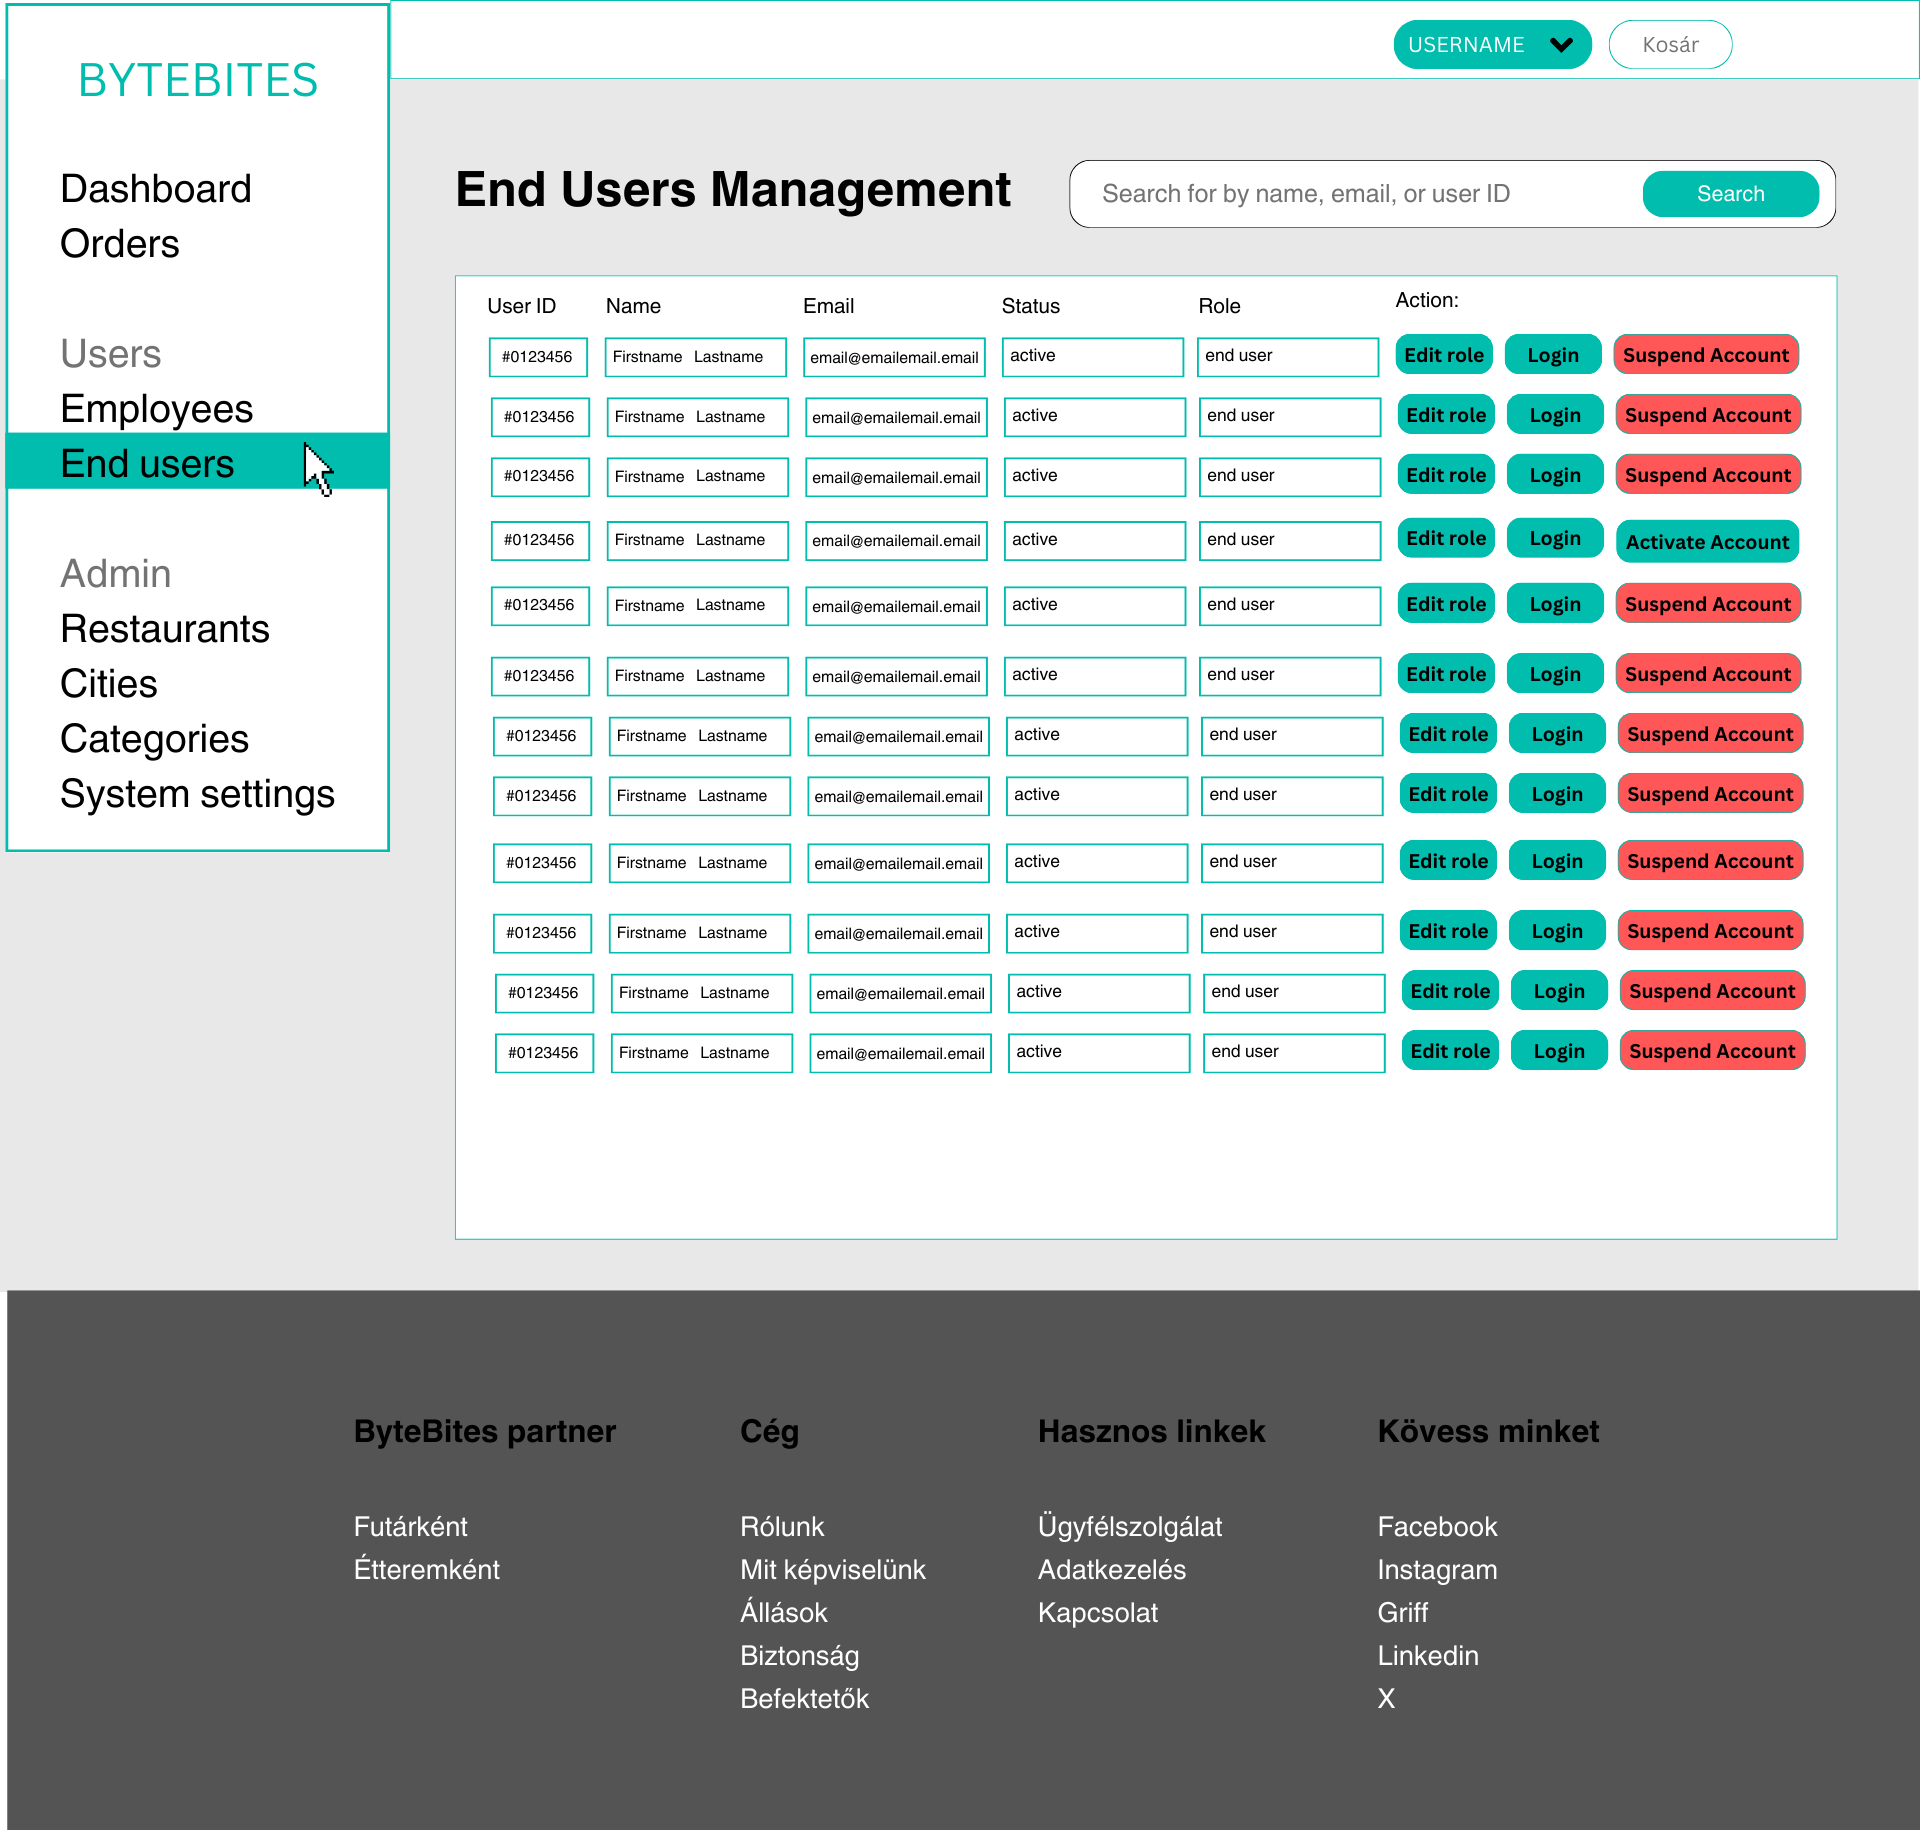 BYTEBITES
USERNAME Kosár
Dashboard
Orders
Users
Employees
End users
Admin
Restaurants
Cities
Categories
System settings
End Users Management
Search for by name, email, or user ID Search
User ID Name Email Status Role Action:
#0123456 Firstname Lastname email@emailemail.email active end user Edit role Login Suspend Account
#0123456 Firstname Lastname email@emailemail.email active end user Edit role Login Suspend Account
#0123456 Firstname Lastname email@emailemail.email active end user Edit role Login Suspend Account
#0123456 Firstname Lastname email@emailemail.email active end user Edit role Login Activate Account
#0123456 Firstname Lastname email@emailemail.email active end user Edit role Login Suspend Account
#0123456 Firstname Lastname email@emailemail.email active end user Edit role Login Suspend Account
#0123456 Firstname Lastname email@emailemail.email active end user Edit role Login Suspend Account
#0123456 Firstname Lastname email@emailemail.email active end user Edit role Login Suspend Account
#0123456 Firstname Lastname email@emailemail.email active end user Edit role Login Suspend Account
#0123456 Firstname Lastname email@emailemail.email active end user Edit role Login Suspend Account
#0123456 Firstname Lastname email@emailemail.email active end user Edit role Login Suspend Account
#0123456 Firstname Lastname email@emailemail.email active end user Edit role Login Suspend Account
ByteBites partner
Futárként
Étteremként
Cég
Rólunk
Mit képviselünk
Állások
Biztonság
Befektetők
Hasznos linkek
Ügyfélszolgálat
Adatkezelés
Kapcsolat
Kövess minket
Facebook
Instagram
Griff
Linkedin
X